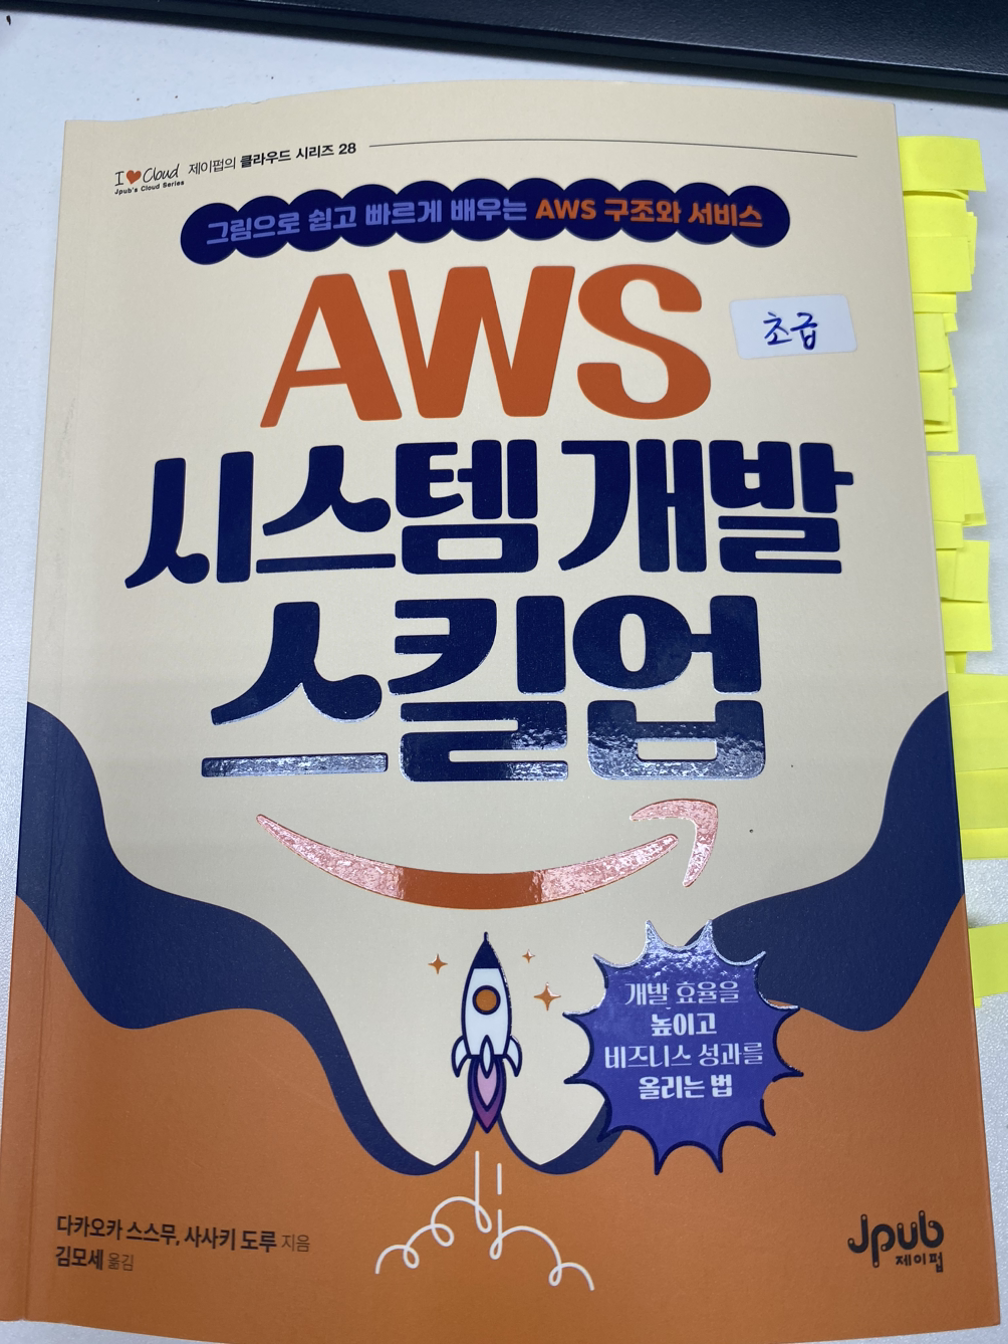 I ♥ Cloud 제이펍의 클라우드 시리즈 28
Jpub's Cloud Series
그림으로 쉽고 빠르게 배우는 AWS 구조와 서비스
AWS
초급
시스템 개발
스킬업
개발 효율을
높이고
비즈니스 성과를
올리는 법
다카오카 스스무, 사사키 도루 지음
김모세 옮김
Jpub
제이펍